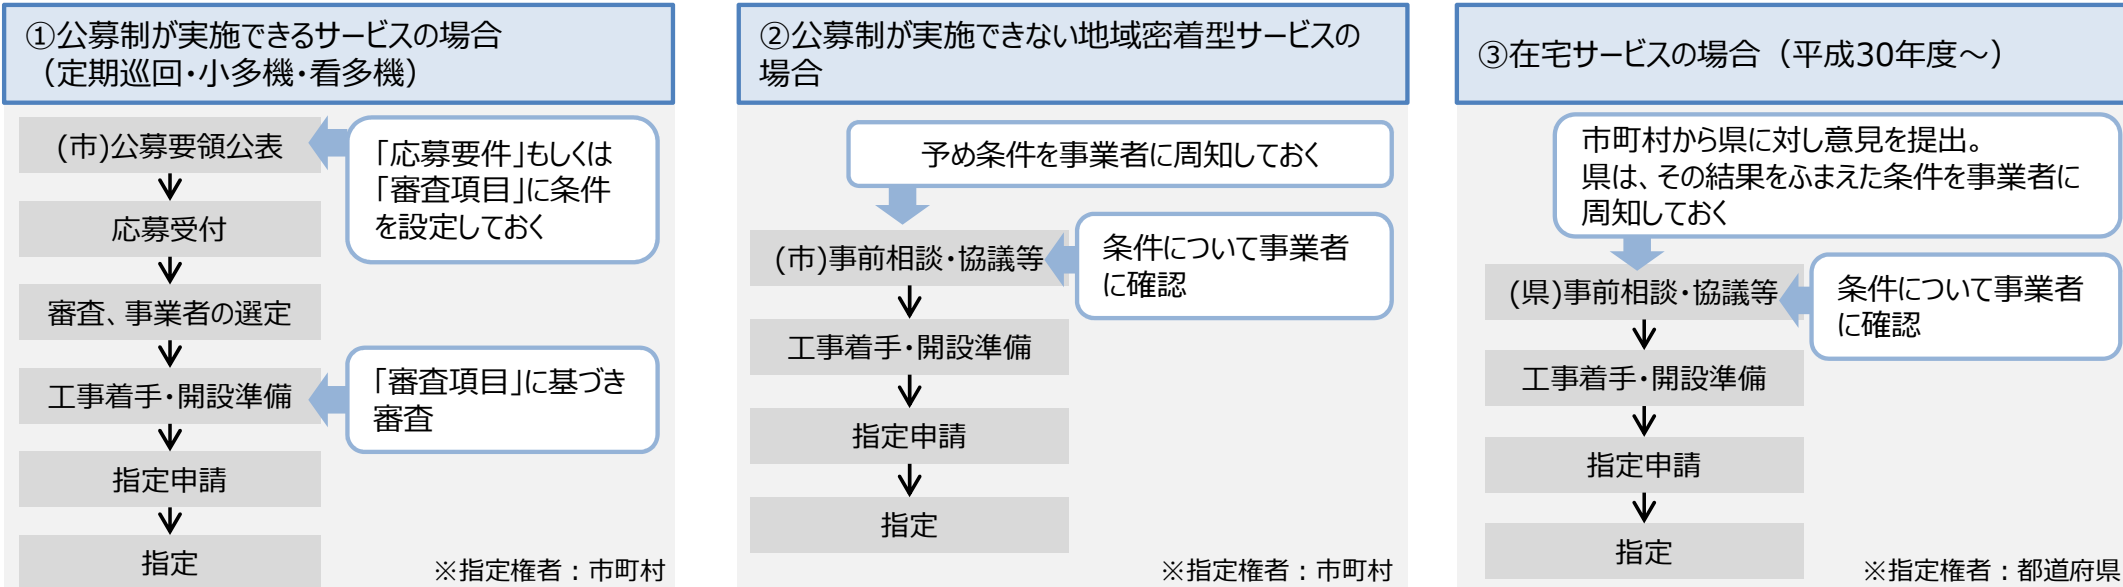 ①公募制が実施できるサービスの場合
（定期巡回・小多機・看多機）
(市)公募要領公表
「応募要件」もしくは
「審査項目」に条件
を設定しておく
応募受付
審査、事業者の選定
工事着手・開設準備
「審査項目」に基づき
審査
指定申請
指定
※指定権者：市町村
②公募制が実施できない地域密着型サービスの
場合
予め条件を事業者に周知しておく
(市)事前相談・協議等
条件について事業者
に確認
工事着手・開設準備
指定申請
指定
※指定権者：市町村
③在宅サービスの場合（平成30年度～）
市町村から県に対し意見を提出。
県は、その結果をふまえた条件を事業者に
周知しておく
(県)事前相談・協議等
条件について事業者
に確認
工事着手・開設準備
指定申請
指定
※指定権者：都道府県